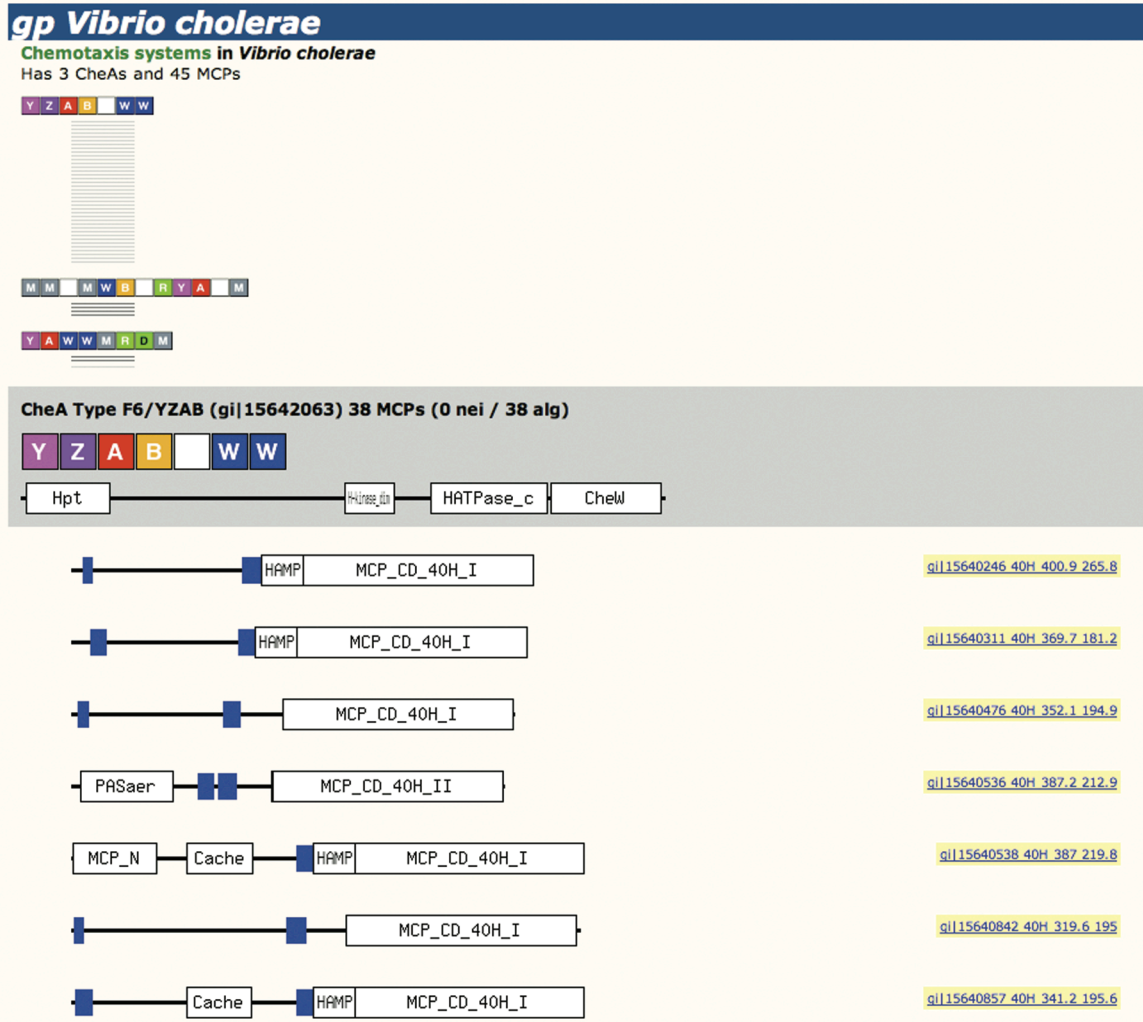 gp Vibrio cholerae
Chemotaxis systems in Vibrio cholerae
Has 3 CheAs and 45 MCPs
Y Z A B W W
M M M W B R Y A M
Y A W W M R D M
CheA Type F6/YZAB (gi|15642063) 38 MCPs (0 nei / 38 alg)
Y Z A B W W
Hpt H-kinase_dim HATPase_c CheW
HAMP MCP_CD_40H_I gi|15640246 40H 400.9 265.8
HAMP MCP_CD_40H_I gi|15640311 40H 369.7 181.2
MCP_CD_40H_I gi|15640476 40H 352.1 194.9
PASaer MCP_CD_40H_II gi|15640536 40H 387.2 212.9
MCP_N Cache HAMP MCP_CD_40H_I gi|15640538 40H 387 219.8
MCP_CD_40H_I gi|15640842 40H 319.6 195
Cache HAMP MCP_CD_40H_I gi|15640857 40H 341.2 195.6